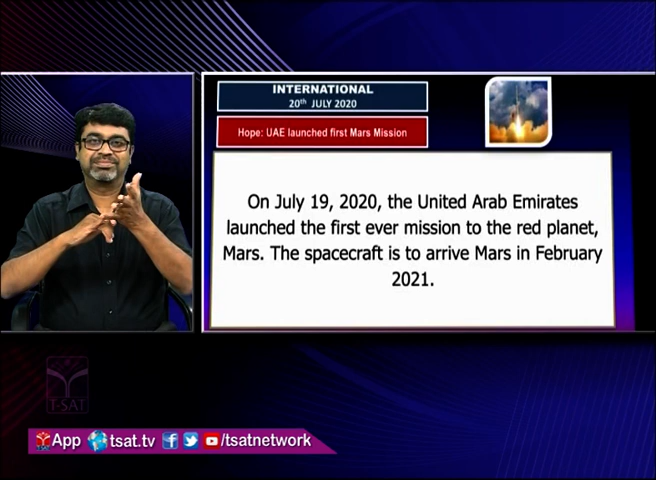 INTERNATIONAL
20th JULY 2020
Hope: UAE launched first Mars Mission
On July 19, 2020, the United Arab Emirates
launched the first ever mission to the red planet,
Mars. The spacecraft is to arrive Mars in February
2021.
T-SAT
App tsat.tv /tsatnetwork